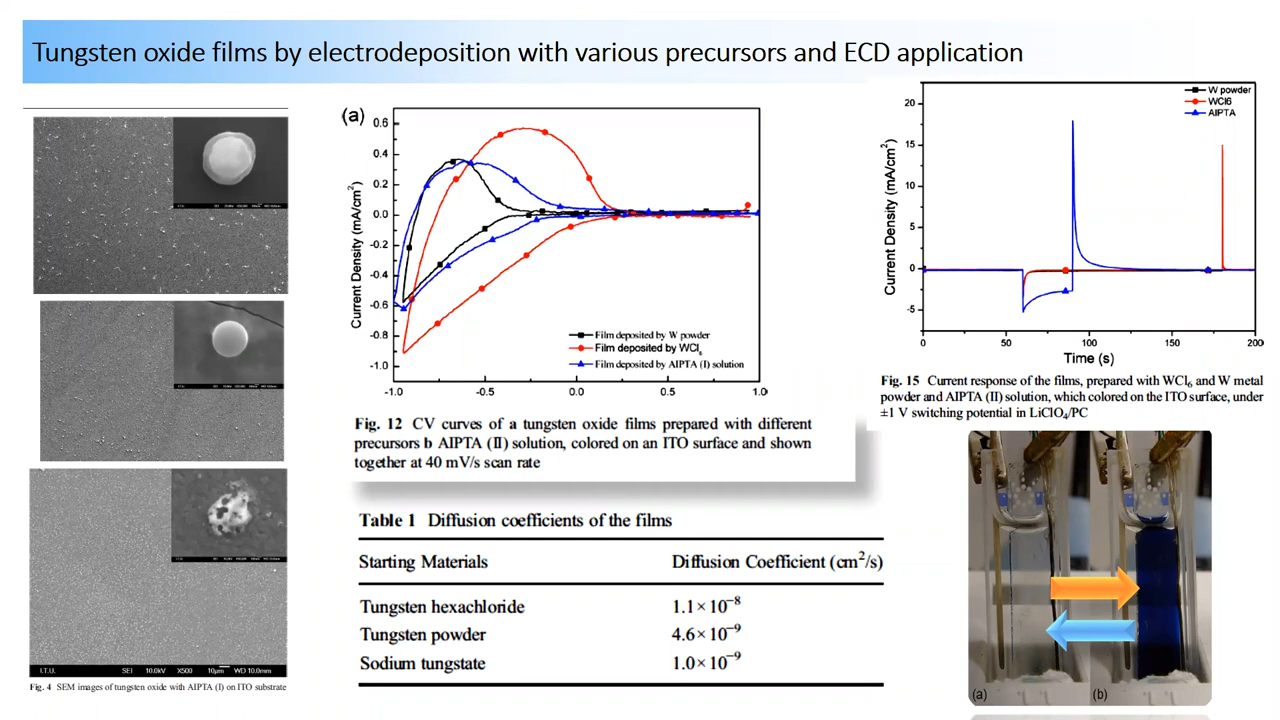 Tungsten oxide films by electrodeposition with various precursors and ECD application
I.T.U. SEI 10.0kV X500 10μm WD 10.0mm
Fig. 4 SEM images of tungsten oxide with AIPTA (I) on ITO substrate
(a)
Current Density (mA/cm2)
0.6
0.4
0.2
0.0
-0.2
-0.4
-0.6
-0.8
-1.0
-1.0 -0.5 0.0 0.5 1.0
Film deposited by W powder
Film deposited by WCl6
Film deposited by AIPTA (I) solution
Fig. 12 CV curves of a tungsten oxide films prepared with different
precursors b AIPTA (II) solution, colored on an ITO surface and shown
together at 40 mV/s scan rate
Table 1 Diffusion coefficients of the films
Starting Materials Diffusion Coefficient (cm2/s)
Tungsten hexachloride 1.1× 10−8
Tungsten powder 4.6× 10−9
Sodium tungstate 1.0× 10−9
W powder
WCl6
AIPTA
Current Density (mA/cm2)
20
15
10
5
0
-5
0 50 100 150 200
Time (s)
Fig. 15 Current response of the films, prepared with WCl6 and W metal
powder and AIPTA (II) solution, which colored on the ITO surface, under
±1 V switching potential in LiClO4/PC
(a) (b)